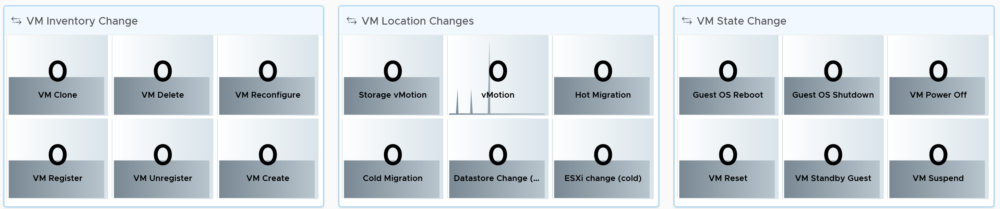 VM Inventory Change
0
VM Clone
0
VM Delete
0
VM Reconfigure
0
VM Register
0
VM Unregister
0
VM Create
VM Location Changes
0
Storage vMotion
0
vMotion
0
Hot Migration
0
Cold Migration
0
Datastore Change (...
0
ESXi change (cold)
VM State Change
0
Guest OS Reboot
0
Guest OS Shutdown
0
VM Power Off
0
VM Reset
0
VM Standby Guest
0
VM Suspend